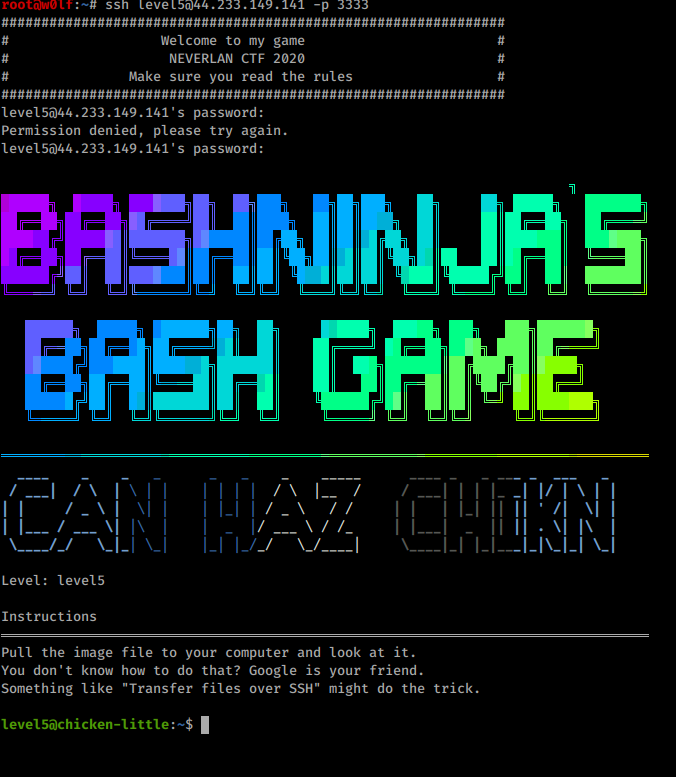 root@w0lf:~# ssh level5@44.233.149.141 -p 3333
##############################################################
# Welcome to my game #
# NEVERLAN CTF 2020 #
# Make sure you read the rules #
##############################################################
level5@44.233.149.141's password:
Permission denied, please try again.
level5@44.233.149.141's password:
BASHNINJA'S
BASH GAME
CAN HAZ CHIKN
Level: level5
Instructions
Pull the image file to your computer and look at it.
You don't know how to do that? Google is your friend.
Something like "Transfer files over SSH" might do the trick.
level5@chicken-little:~$